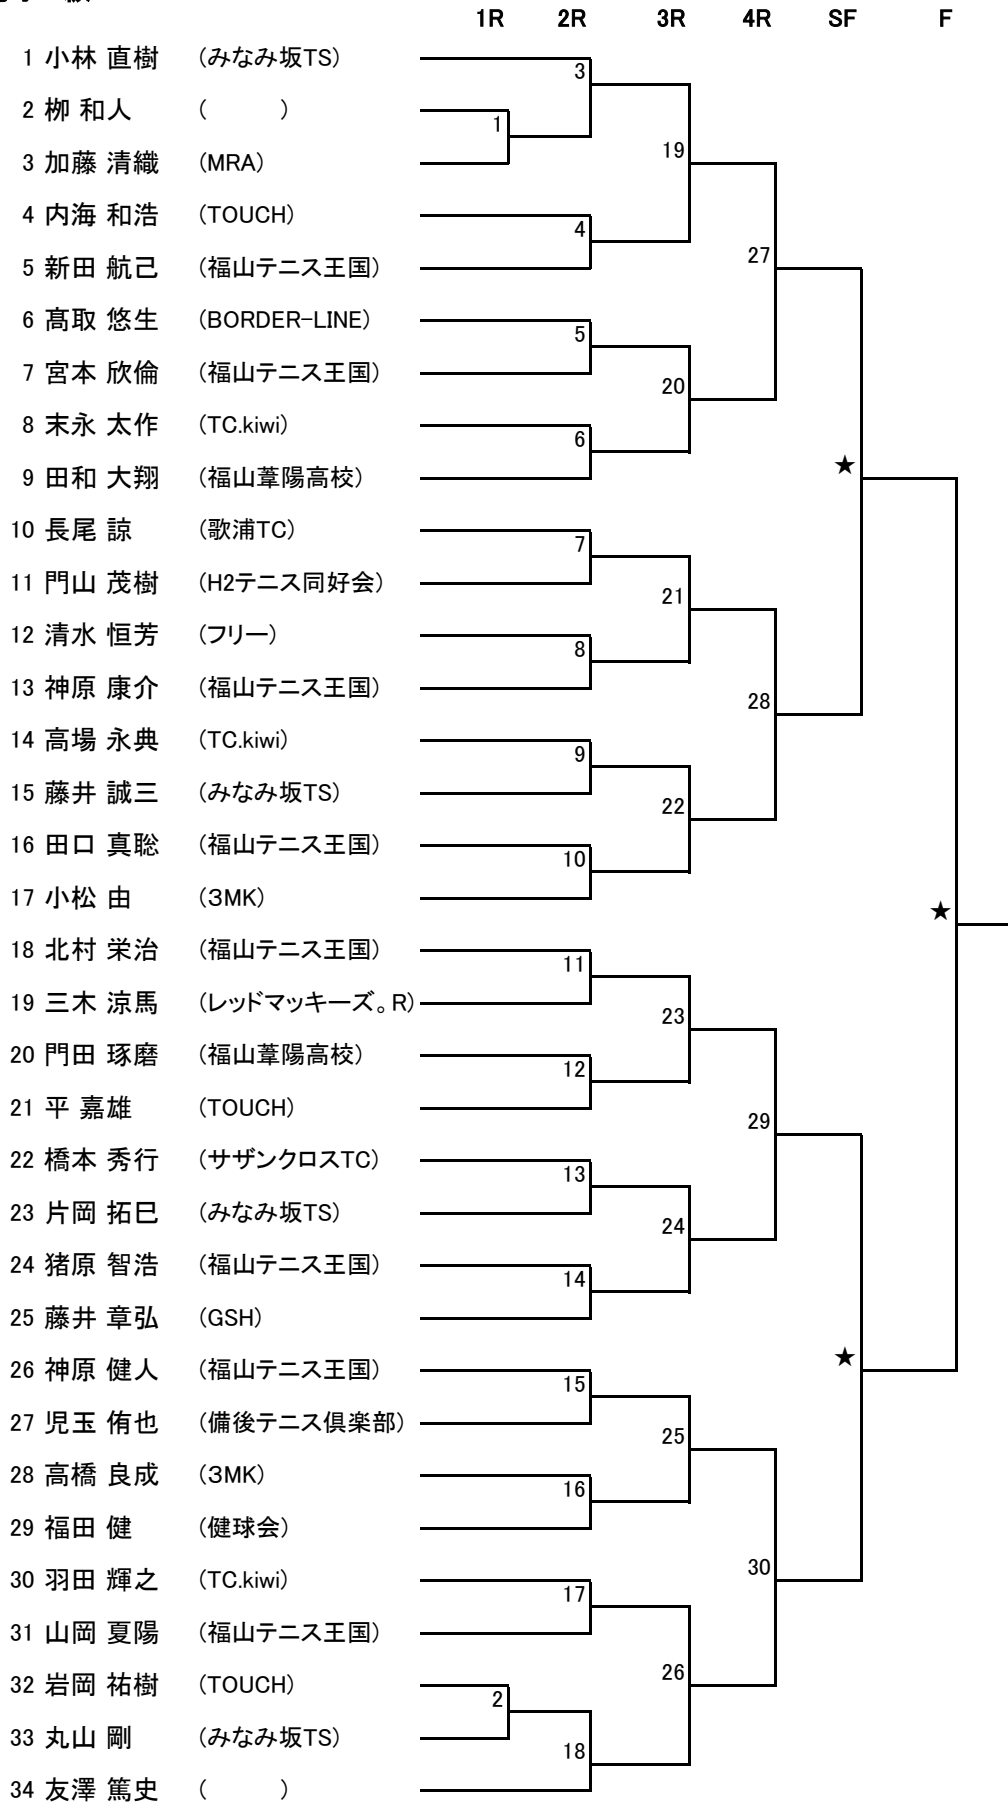 1R 2R 3R 4R SF F
1 小林 直樹 (みなみ坂TS)
3
2 栁 和人 (　　　)
1
3 加藤 清織 (MRA)
19
4 内海 和浩 (TOUCH)
4
5 新田 航己 (福山テニス王国)
27
6 髙取 悠生 (BORDER-LINE)
5
7 宮本 欣倫 (福山テニス王国)
20
8 末永 太作 (TC.kiwi)
6
9 田和 大翔 (福山葦陽高校)
★
10 長尾 諒 (歌浦TC)
7
11 門山 茂樹 (H2テニス同好会)
21
12 清水 恒芳 (フリー)
8
13 神原 康介 (福山テニス王国)
28
14 高場 永典 (TC.kiwi)
9
15 藤井 誠三 (みなみ坂TS)
22
16 田口 真聡 (福山テニス王国)
10
17 小松 由 (3MK)
★
18 北村 栄治 (福山テニス王国)
11
19 三木 涼馬 (レッドマッキーズ。R)
23
20 門田 琢磨 (福山葦陽高校)
12
21 平 嘉雄 (TOUCH)
29
22 橋本 秀行 (サザンクロスTC)
13
23 片岡 拓巳 (みなみ坂TS)
24
24 猪原 智浩 (福山テニス王国)
14
25 藤井 章弘 (GSH)
★
26 神原 健人 (福山テニス王国)
15
27 児玉 侑也 (備後テニス倶楽部)
25
28 高橋 良成 (3MK)
16
29 福田 健 (健球会)
30
30 羽田 輝之 (TC.kiwi)
17
31 山岡 夏陽 (福山テニス王国)
26
32 岩岡 祐樹 (TOUCH)
2
33 丸山 剛 (みなみ坂TS)
18
34 友澤 篤史 (　　　)